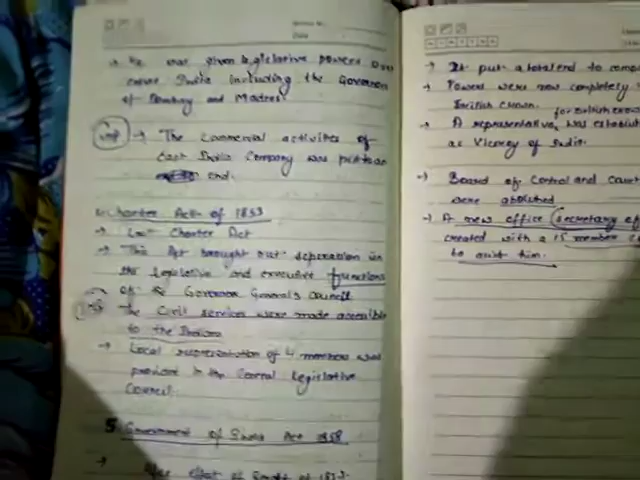 → He was given legislative powers over
entire India including the Governor
of Bombay and Madras.
Imp → The commercial activities of
East India Company was put to an
end.
Charter Act of 1853
→ Last Charter Act
→ This Act brought out separation in
the legislative and executive functions
of Governor General's Council
The Civil services were made accessible
to the Indians
→ Local representation of 4 members was
provided in the Central Legislative
Council.
5. Government of India Act 1858
→
→ It put a total end to
→ Powers were now completely
British crown.
→ A representative was
as Viceroy of India.
→ Board of Control and Court
were abolished
→ A new office (secretary of
created with a 15 member
to assist him.